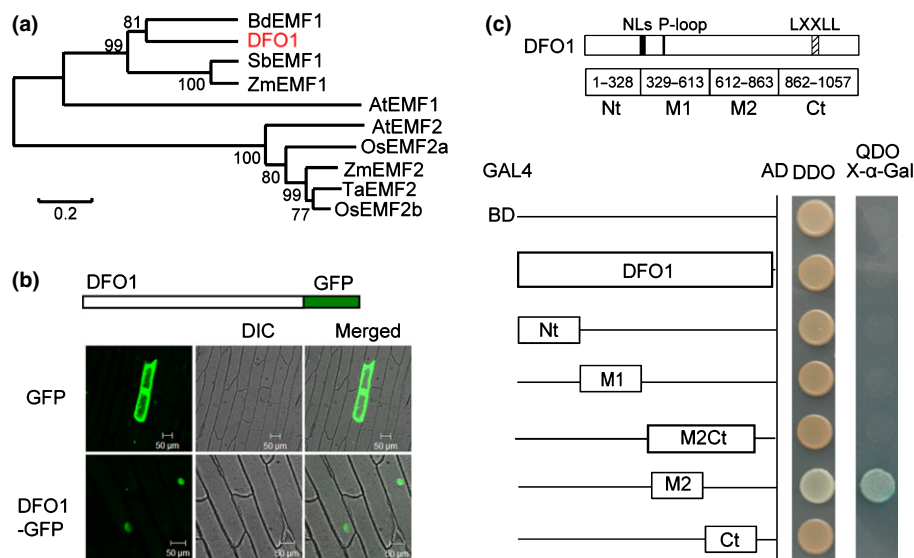 (a)
BdEMF1
DFO1
SbEMF1
ZmEMF1
AtEMF1
AtEMF2
OsEMF2a
ZmEMF2
TaEMF2
OsEMF2b
81
99
100
100
80
99
77
0.2
(b)
DFO1 GFP
DIC Merged
GFP
50 µm 50 µm 50 µm
DFO1
-GFP
50 µm 50 µm 50 µm
(c)
NLs P-loop LXXLL
DFO1
1–328 329–613 612–863 862–1057
Nt M1 M2 Ct
GAL4 AD DDO QDO
X-α-Gal
BD
DFO1
Nt
M1
M2Ct
M2
Ct